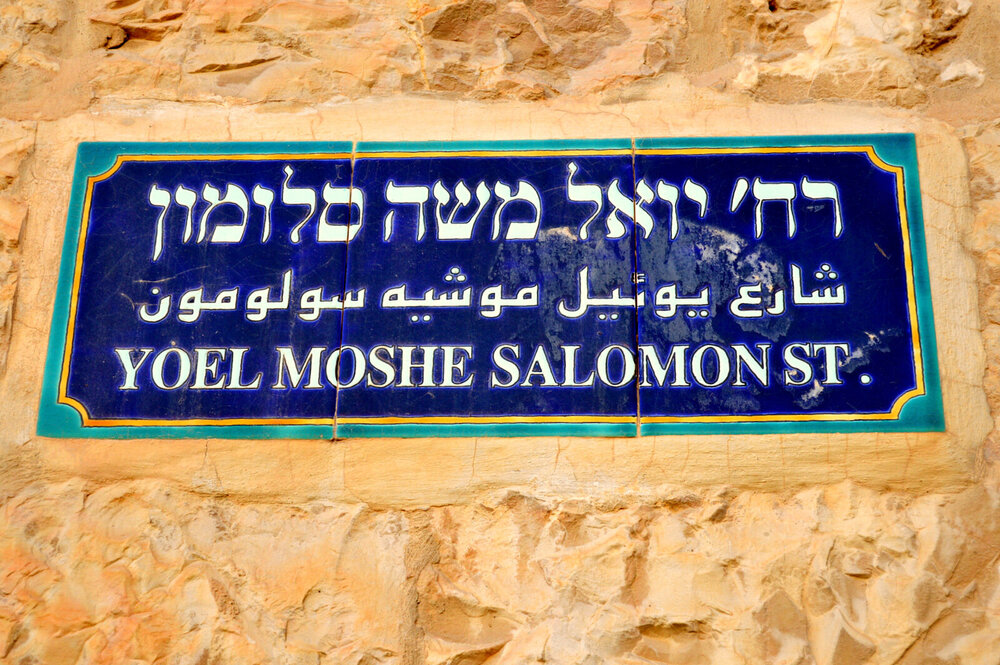 רח' יואל משה סלומון
شارع يوئيل موشيه سولومون
YOEL MOSHE SALOMON ST.